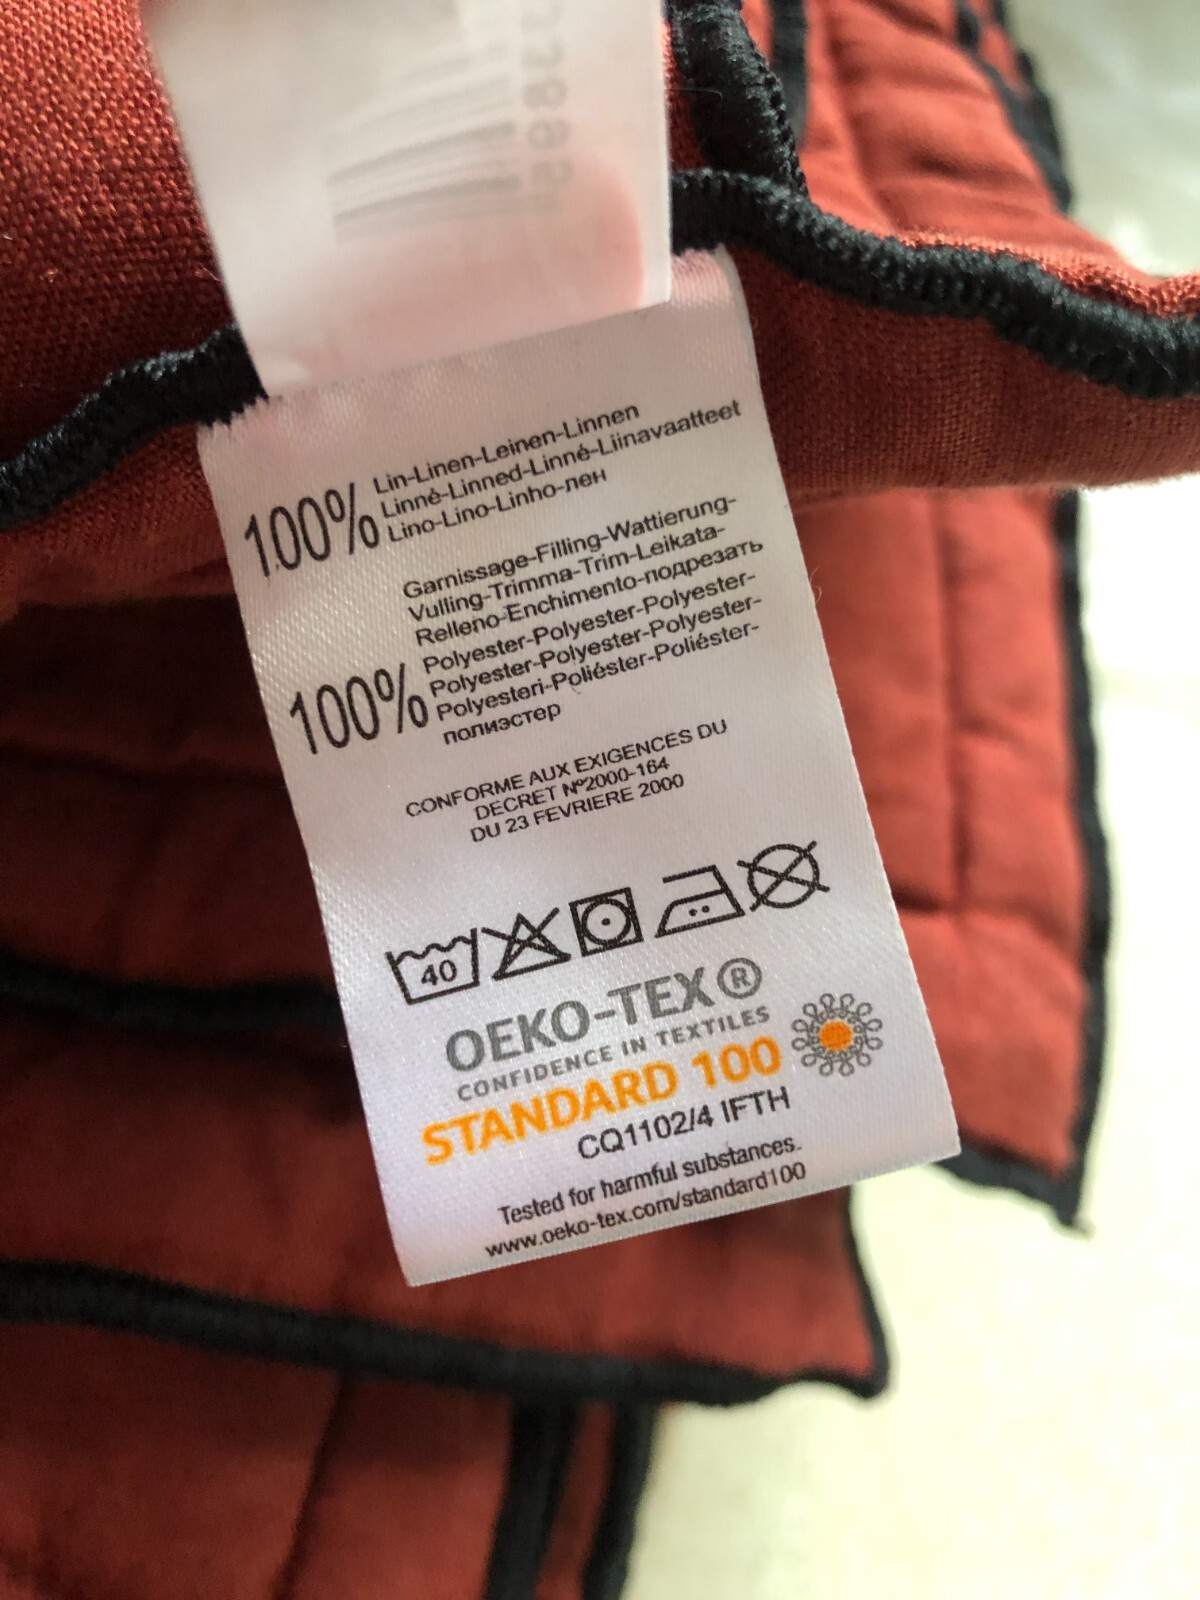 100% Lin-Linen-Leinen-Linnen
Linné-Linned-Linné-Liinavaatteet
Lino-Lino-Linho-лен
Garnissage-Filling-Wattierung-
Vulling-Trimma-Trim-Leikata-
Relleno-Enchimento-подрезать
100% Polyester-Polyester-Polyester-
Polyester-Polyester-Polyester-
Polyesteri-Poliéster-Poliéster-
полиэстер
CONFORME AUX EXIGENCES DU
DECRET Nº2000-164
DU 23 FEVRIERE 2000
40
OEKO-TEX®
CONFIDENCE IN TEXTILES
STANDARD 100
CQ1102/4 IFTH
Tested for harmful substances.
www.oeko-tex.com/standard100